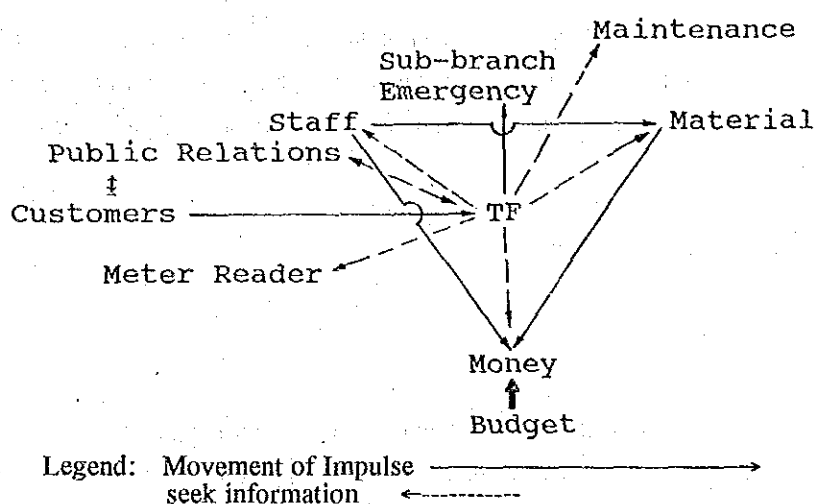 Maintenance
Sub-branch
Emergency
Staff
Material
Public Relations
Customers
TF
Meter Reader
Money
Budget
Legend: Movement of Impulse
seek information